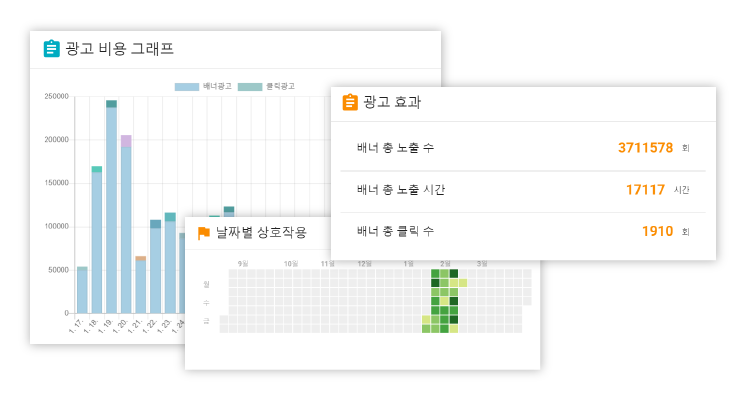 광고 비용 그래프
배너광고 클릭광고
250000
200000
150000
100000
50000
0
1. 17.
1. 18.
1. 19.
1. 20.
1. 21.
1. 22.
1. 23.
1. 24.
광고 효과
배너 총 노출 수 3711578 회
배너 총 노출 시간 17117 시간
배너 총 클릭 수 1910 회
날짜별 상호작용
9월 10월 11월 12월 1월 2월 3월
월
수
금